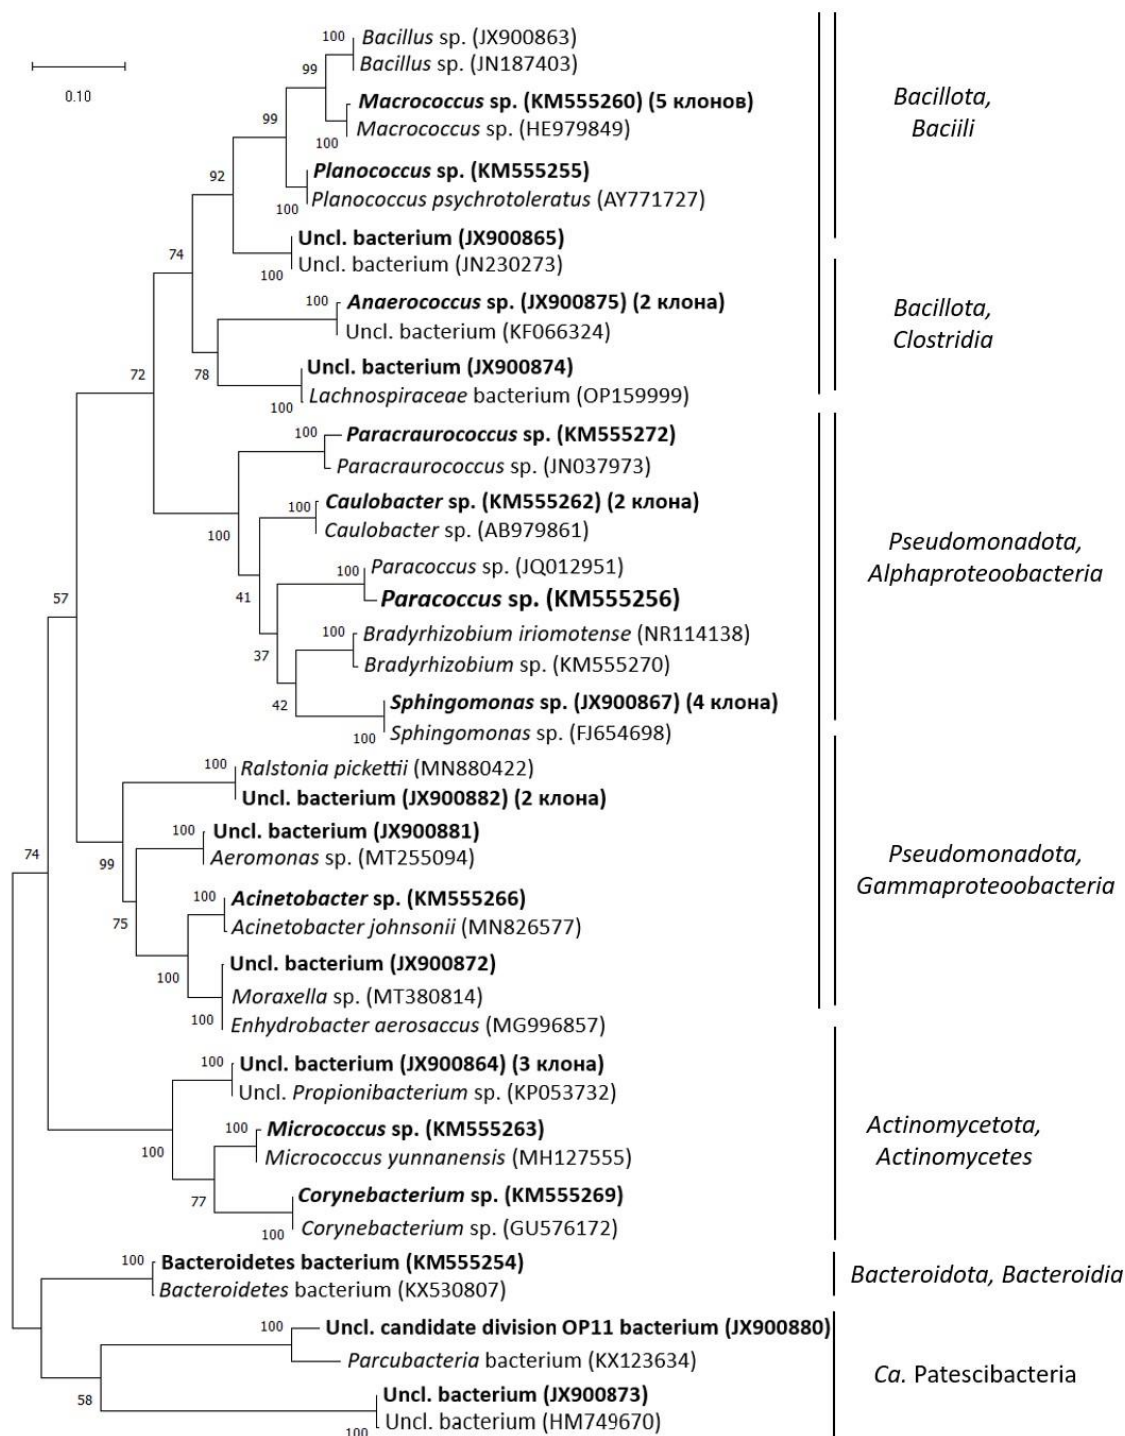 100
Bacillus sp. (JX900863)
Bacillus sp. (JN187403)
0.10
99
Macrococcus sp. (KM555260) (5 клонов)
Macrococcus sp. (HE979849)
100
99
Bacillota,
Baciili
Planococcus sp. (KM555255)
Planococcus psychrotoleratus (AY771727)
100
92
Uncl. bacterium (JX900865)
Uncl. bacterium (JN230273)
100
74
100
Anaerococcus sp. (JX900875) (2 клона)
Uncl. bacterium (KF066324)
Bacillota,
Clostridia
Uncl. bacterium (JX900874)
Lachnospiraceae bacterium (OP159999)
100
78
72
100
Paracraurococcus sp. (KM555272)
Paracraurococcus sp. (JN037973)
100
Caulobacter sp. (KM555262) (2 клона)
Caulobacter sp. (AB979861)
100
Pseudomonadota,
Alphaproteoobacteria
100
Paracoccus sp. (JQ012951)
Paracoccus sp. (KM555256)
41
57
100
Bradyrhizobium iriomotense (NR114138)
Bradyrhizobium sp. (KM555270)
37
Sphingomonas sp. (JX900867) (4 клона)
Sphingomonas sp. (FJ654698)
42
100
100
Ralstonia pickettii (MN880422)
Uncl. bacterium (JX900882) (2 клона)
100
Uncl. bacterium (JX900881)
Aeromonas sp. (MT255094)
74
99
Pseudomonadota,
Gammaproteoobacteria
100
Acinetobacter sp. (KM555266)
Acinetobacter johnsonii (MN826577)
75
Uncl. bacterium (JX900872)
Moraxella sp. (MT380814)
Enhydrobacter aerosaccus (MG996857)
100
100
100
Uncl. bacterium (JX900864) (3 клона)
Uncl. Propionibacterium sp. (KP053732)
100
Micrococcus sp. (KM555263)
Micrococcus yunnanensis (MH127555)
100
Actinomycetota,
Actinomycetes
Corynebacterium sp. (KM555269)
Corynebacterium sp. (GU576172)
77
100
100
Bacteroidetes bacterium (KM555254)
Bacteroidetes bacterium (KX530807)
Bacteroidota, Bacteroidia
100
Uncl. candidate division OP11 bacterium (JX900880)
Parcubacteria bacterium (KX123634)
Ca. Patescibacteria
58
Uncl. bacterium (JX900873)
Uncl. bacterium (HM749670)
100